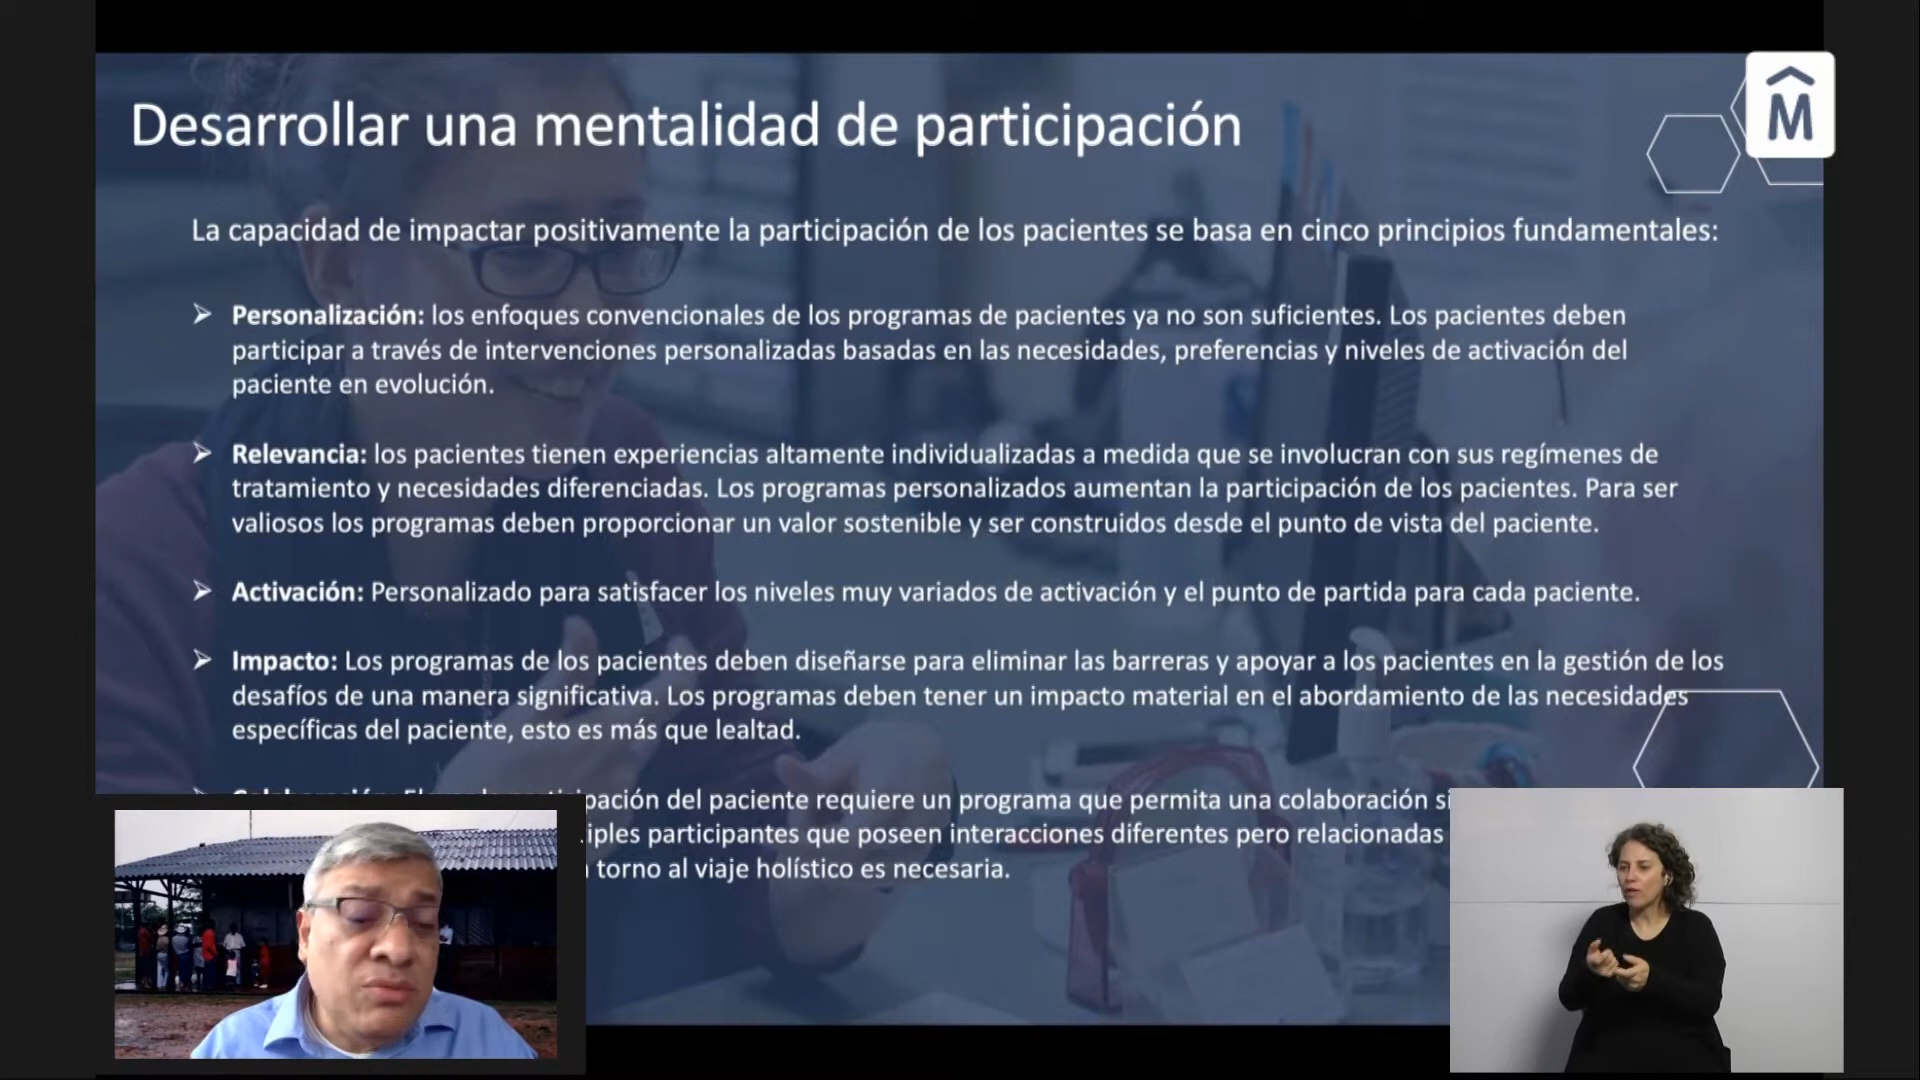 Desarrollar una mentalidad de participación
M
La capacidad de impactar positivamente la participación de los pacientes se basa en cinco principios fundamentales:
➤ Personalización: los enfoques convencionales de los programas de pacientes ya no son suficientes. Los pacientes deben
participar a través de intervenciones personalizadas basadas en las necesidades, preferencias y niveles de activación del
paciente en evolución.
➤ Relevancia: los pacientes tienen experiencias altamente individualizadas a medida que se involucran con sus regímenes de
tratamiento y necesidades diferenciadas. Los programas personalizados aumentan la participación de los pacientes. Para ser
valiosos los programas deben proporcionar un valor sostenible y ser construidos desde el punto de vista del paciente.
➤ Activación: Personalizado para satisfacer los niveles muy variados de activación y el punto de partida para cada paciente.
➤ Impacto: Los programas de los pacientes deben diseñarse para eliminar las barreras y apoyar a los pacientes en la gestión de los
desafíos de una manera significativa. Los programas deben tener un impacto material en el abordamiento de las necesidades
específicas del paciente, esto es más que lealtad.
del paciente requiere un programa que permita una colaboración
participantes que poseen interacciones diferentes pero relacionadas
torno al viaje holístico es necesaria.